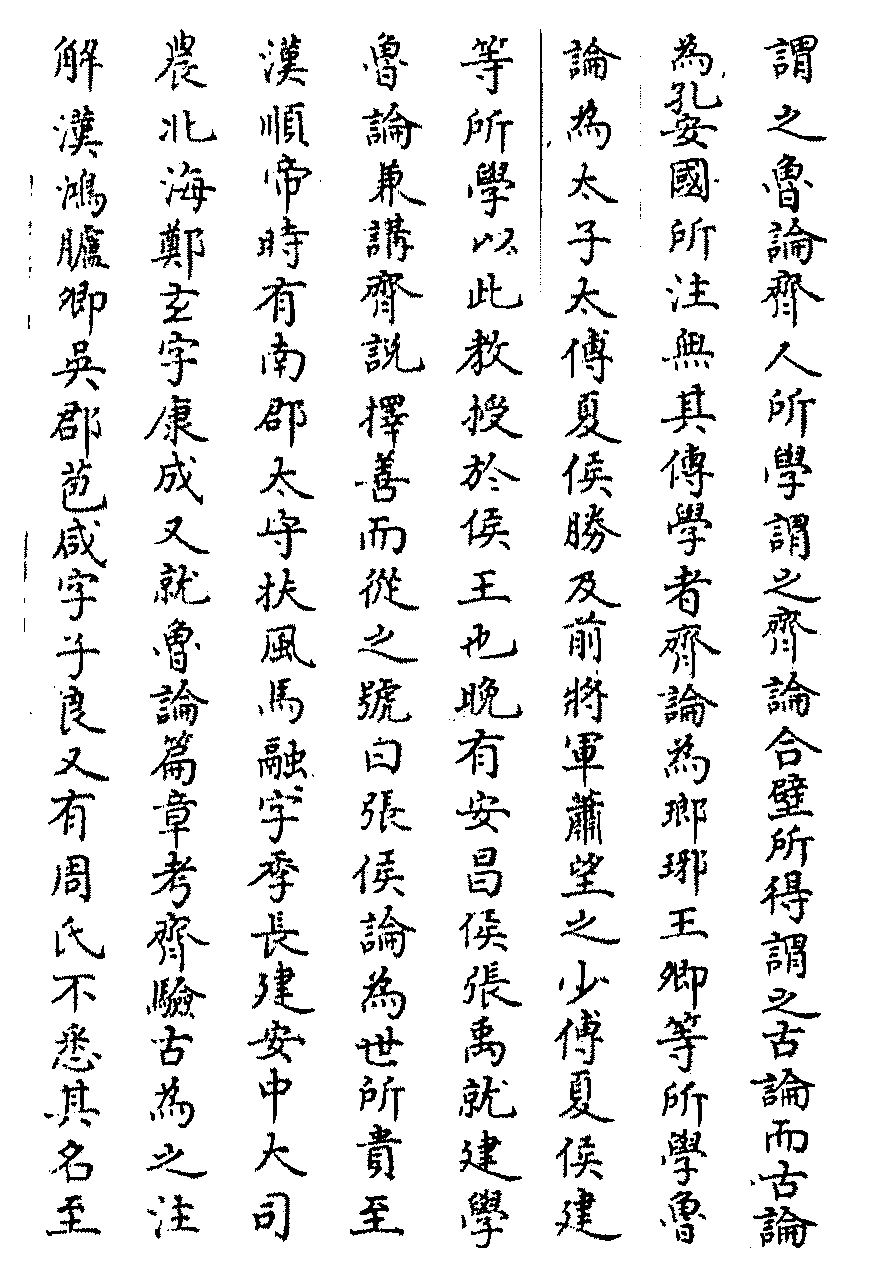 謂之魯論齊人所學謂之齊論合壁所得謂之古論而古論
為孔安國所注無其傳學者齊論為瑯琊王卿等所學魯
論為太子太傅夏侯勝及前將軍蕭望之少傅夏侯建
等所學以此教授於侯王也晚有安昌侯張禹就建學
魯論兼講齊說擇善而從之號曰張侯論為世所貴至
漢順帝時有南郡太守扶風馬融字季長建安中大司
農北海鄭玄字康成又就魯論篇章考齊驗古為之注
解漢鴻臚卿吳郡苞咸字子良又有周氏不悉其名至